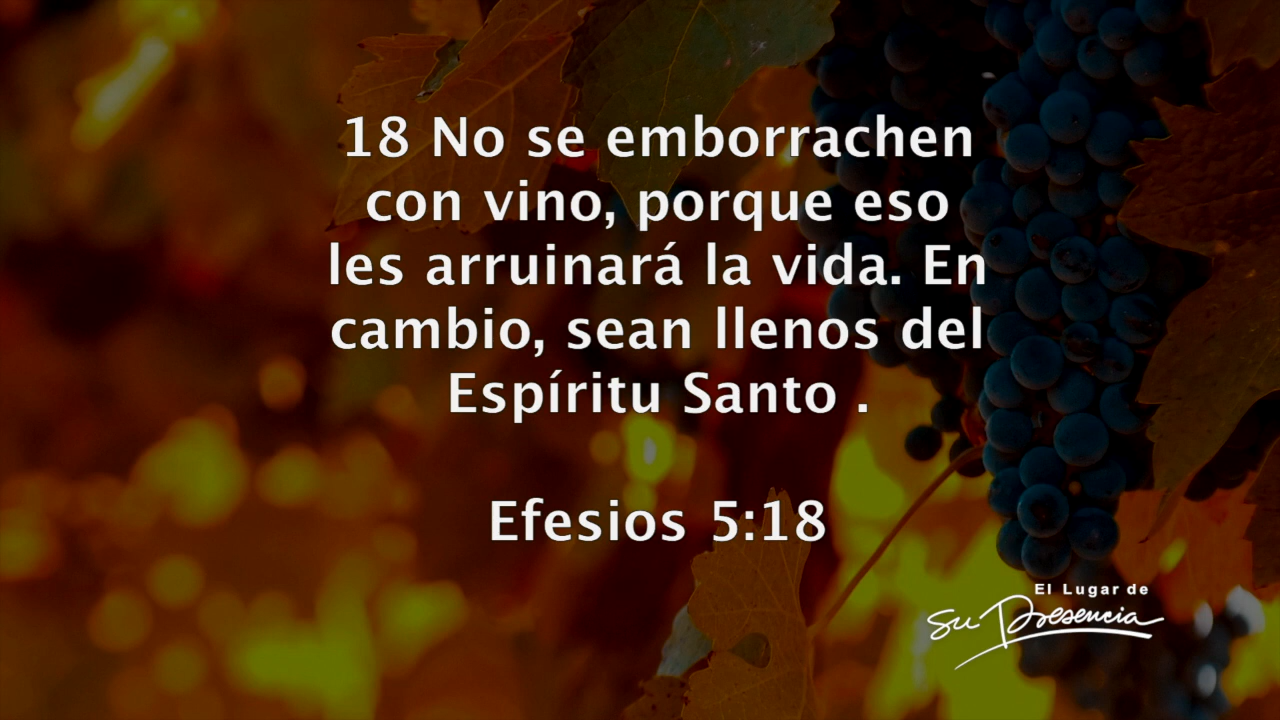 18 No se emborrachen
con vino, porque eso
les arruinará la vida. En
cambio, sean llenos del
Espíritu Santo .
Efesios 5:18
El Lugar de
Su Presencia